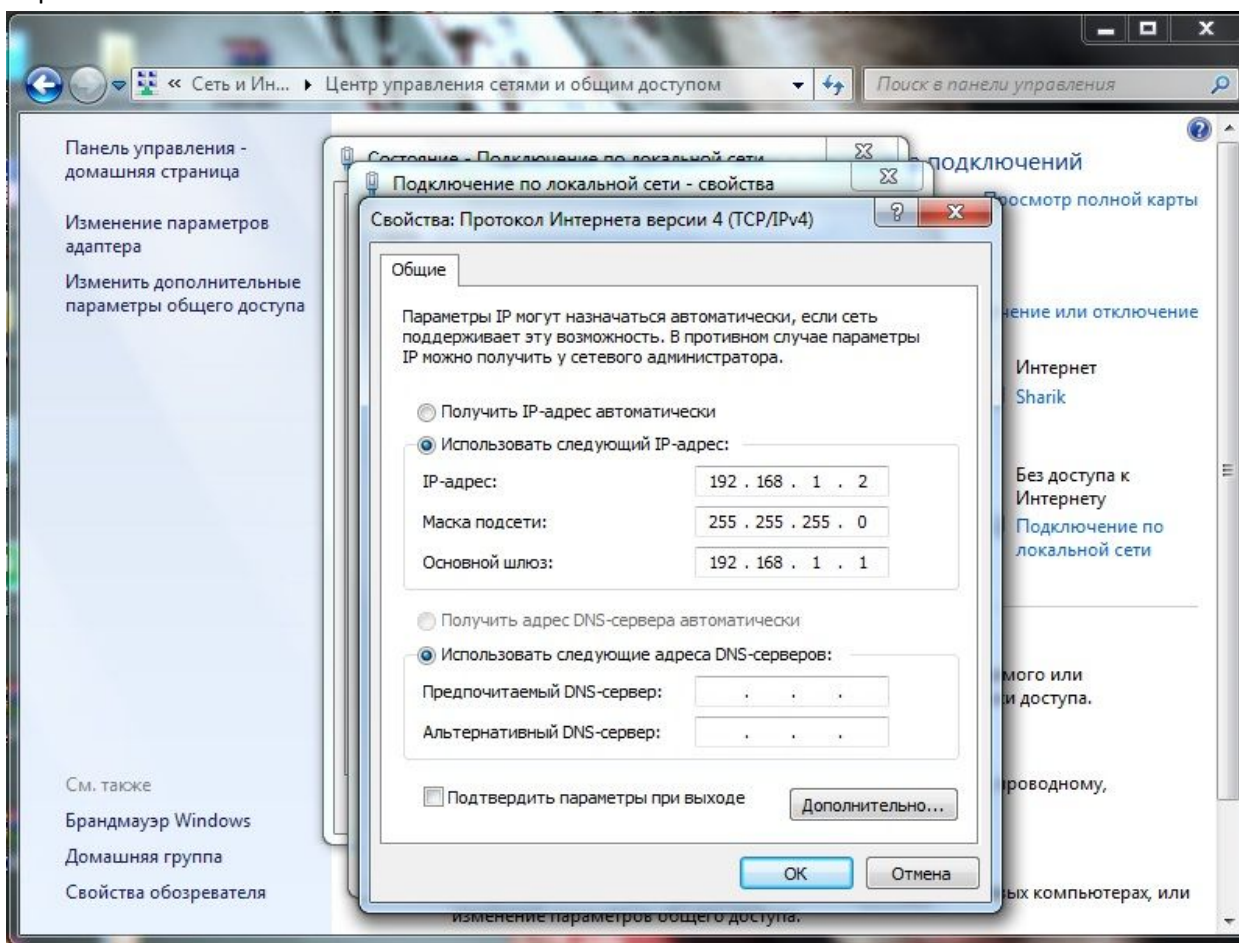 « Сеть и Ин... ▸ Центр управления сетями и общим доступом
Поиск в панели управления
Панель управления -
домашняя страница
Изменение параметров
адаптера
Изменить дополнительные
параметры общего доступа
См. также
Брандмауэр Windows
Домашняя группа
Свойства обозревателя
Состояние - Подключение по локальной сети
Подключение по локальной сети - свойства
Свойства: Протокол Интернета версии 4 (TCP/IPv4)
Общие
Параметры IP могут назначаться автоматически, если сеть
поддерживает эту возможность. В противном случае параметры
IP можно получить у сетевого администратора.
Получить IP-адрес автоматически
Использовать следующий IP-адрес:
IP-адрес: 192 . 168 . 1 . 2
Маска подсети: 255 . 255 . 255 . 0
Основной шлюз: 192 . 168 . 1 . 1
Получить адрес DNS-сервера автоматически
Использовать следующие адреса DNS-серверов:
Предпочитаемый DNS-сервер: . . .
Альтернативный DNS-сервер: . . .
Подтвердить параметры при выходе
Дополнительно...
ОК
Отмена
подключений
Просмотр полной карты
чение или отключение
Интернет
Sharik
Без доступа к
Интернету
Подключение по
локальной сети
мого или
и доступа.
проводному,
ых компьютерах, или
изменение параметров общего доступа.